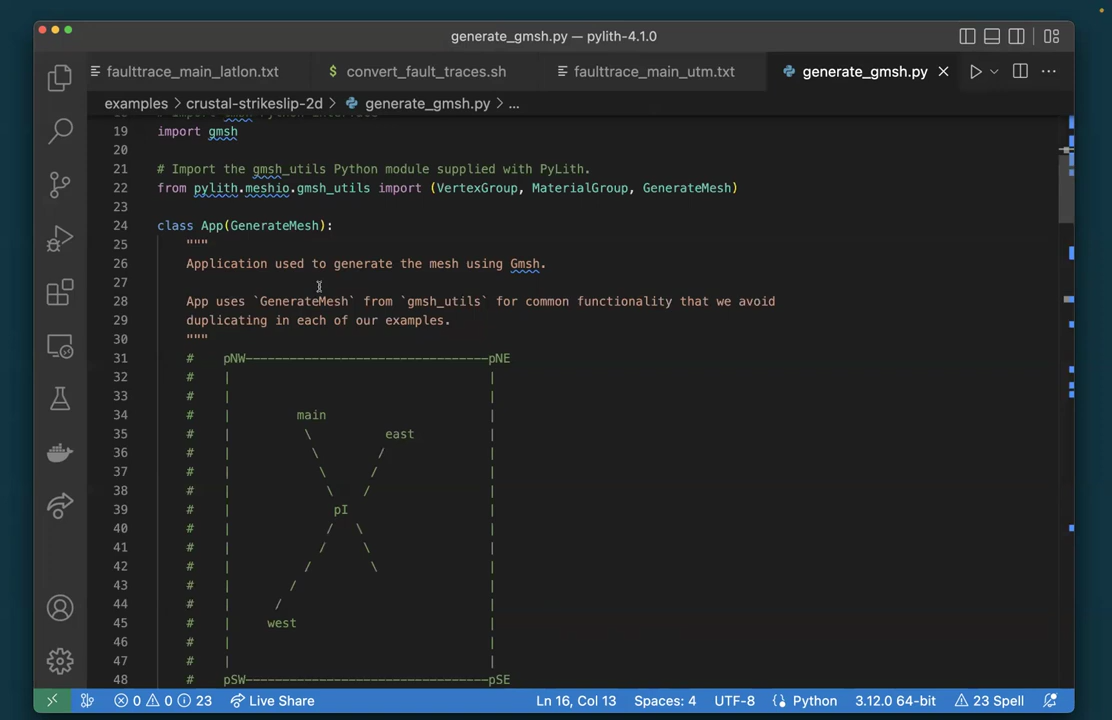 generate_gmsh.py — pylith-4.1.0
faulttrace_main_latlon.txt
$ convert_fault_traces.sh
faulttrace_main_utm.txt
generate_gmsh.py
examples > crustal-strikeslip-2d > generate_gmsh.py > ...
19 import gmsh
20
21 # Import the gmsh_utils Python module supplied with PyLith.
22 from pylith.meshio.gmsh_utils import (VertexGroup, MaterialGroup, GenerateMesh)
23
24 class App(GenerateMesh):
25 """
26 Application used to generate the mesh using Gmsh.
27
28 App uses `GenerateMesh` from `gmsh_utils` for common functionality that we avoid
29 duplicating in each of our examples.
30 """
31 # pNW---------------------------------pNE
32 # | |
33 # | |
34 # | main |
35 # | \ east |
36 # | \ / |
37 # | \ / |
38 # | \ / |
39 # | pI |
40 # | / \ |
41 # | / \ |
42 # | / \ |
43 # | / |
44 # | / |
45 # | west |
46 # | |
47 # | |
48 # pSW---------------------------------pSE
0 0 23 Live Share Ln 16, Col 13 Spaces: 4 UTF-8 Python 3.12.0 64-bit 23 Spell